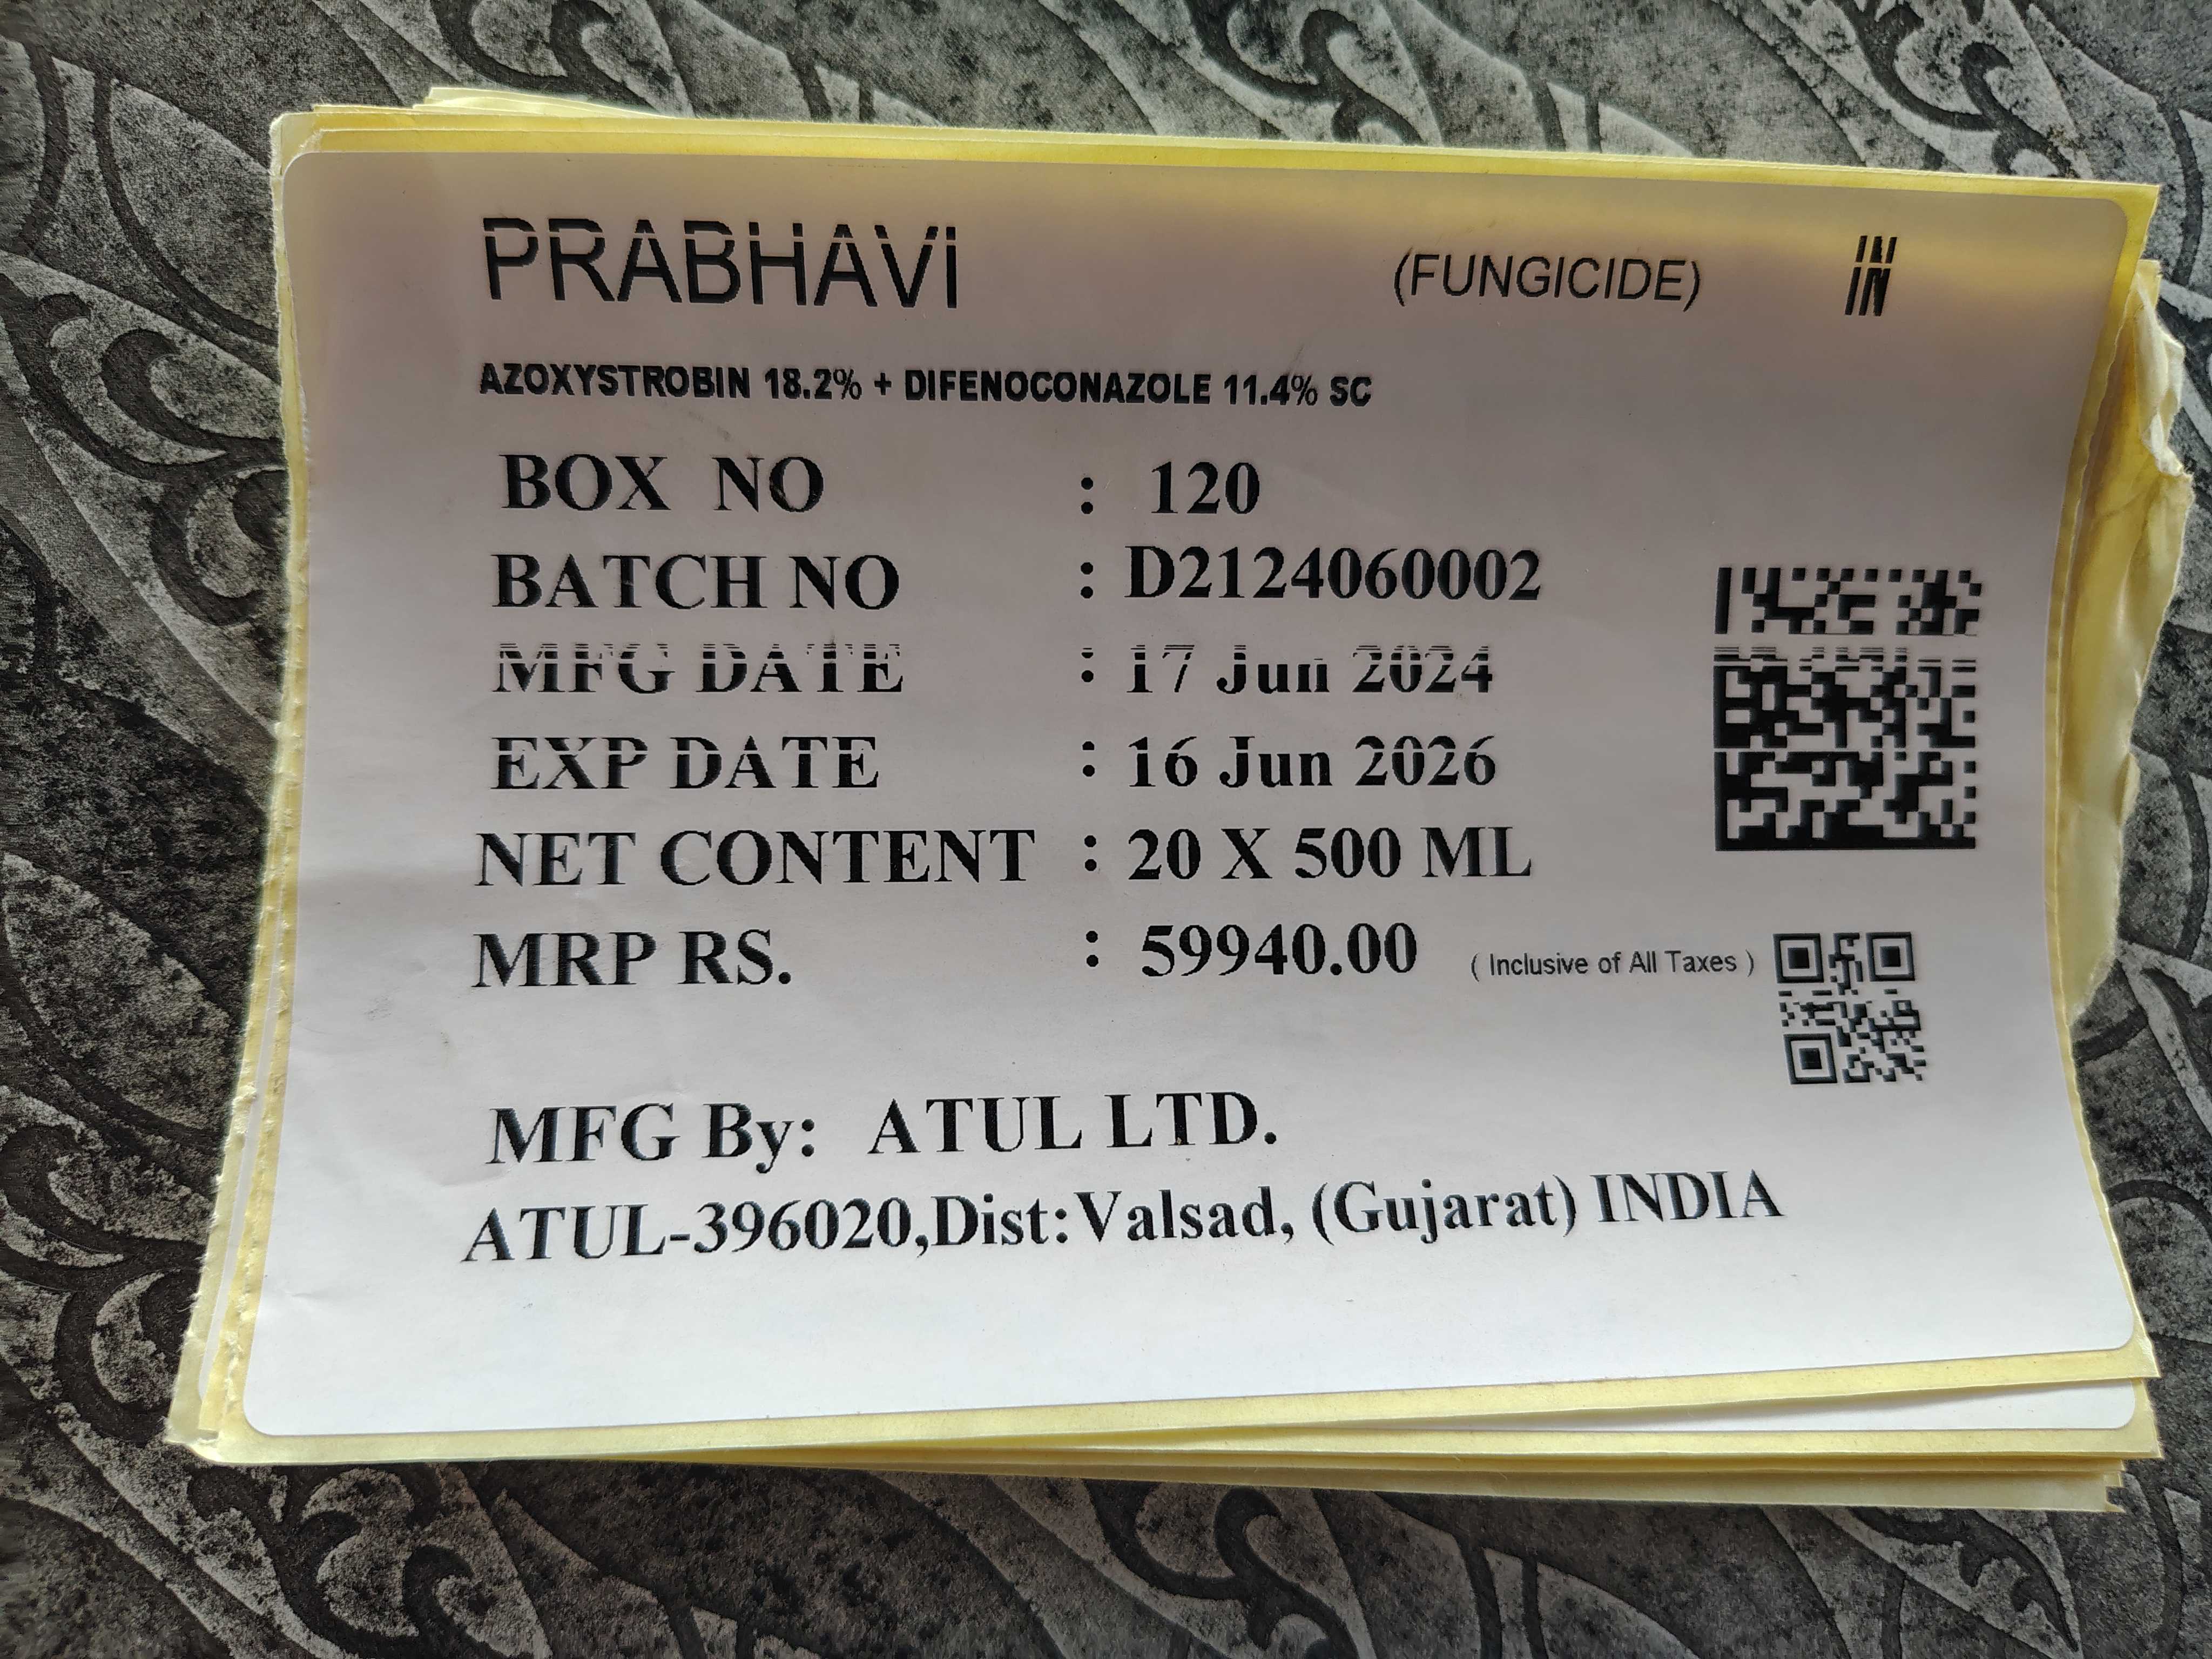 PRABHAVi (FUNGICIDE) IN
AZOXYSTROBIN 18.2% + DIFENOCONAZOLE 11.4% SC
BOX NO : 120
BATCH NO : D2124060002
MFG DATE : 17 Jun 2024
EXP DATE : 16 Jun 2026
NET CONTENT : 20 X 500 ML
MRP RS. : 59940.00 ( Inclusive of All Taxes )
MFG By: ATUL LTD.
ATUL-396020,Dist:Valsad, (Gujarat) INDIA